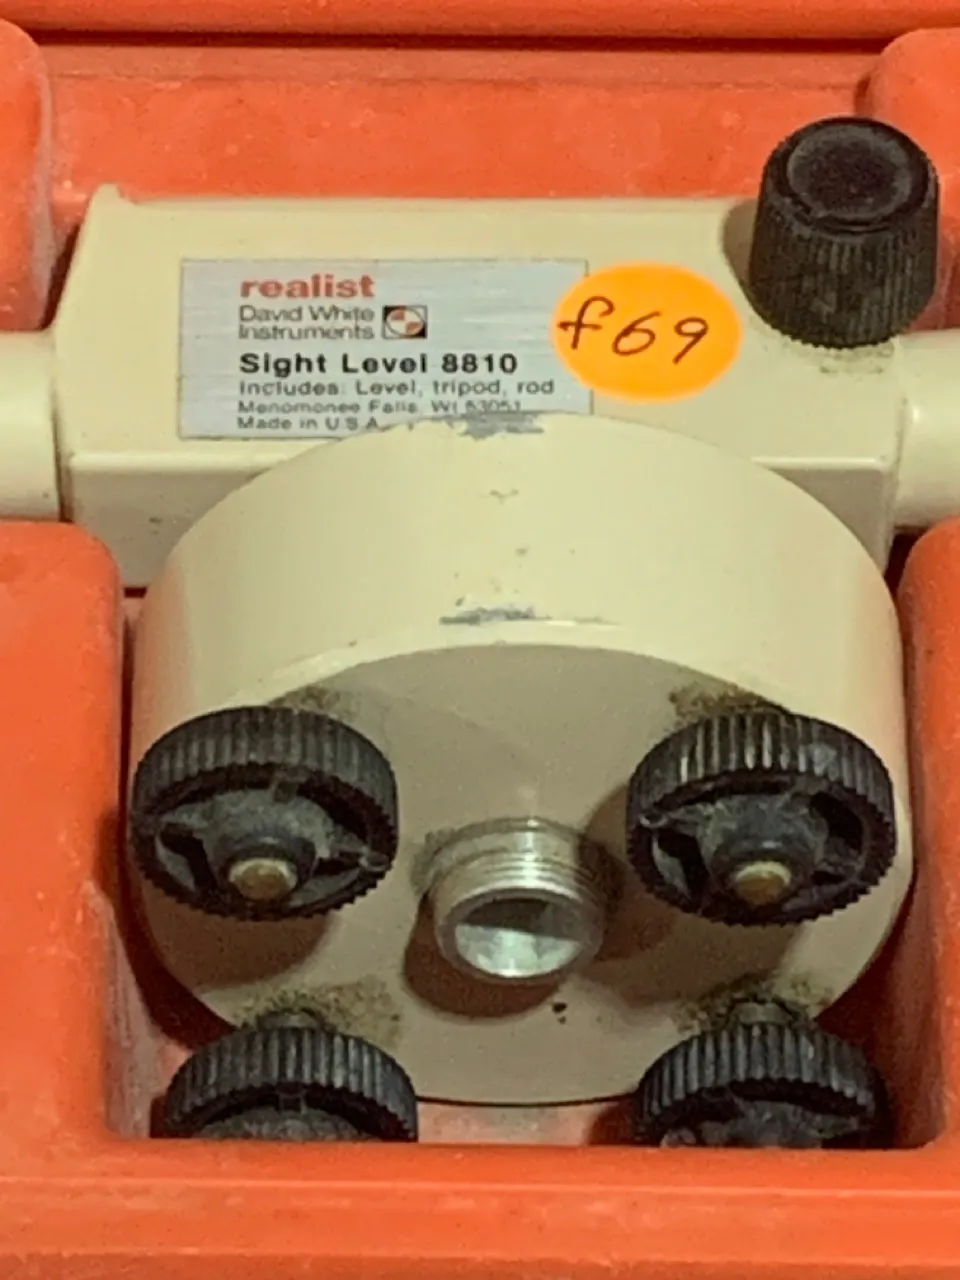 realist
David White
Instruments
Sight Level 8810
Includes: Level, tripod, rod
Menomonee Falls, WI 53051
Made in U.S.A.
f69